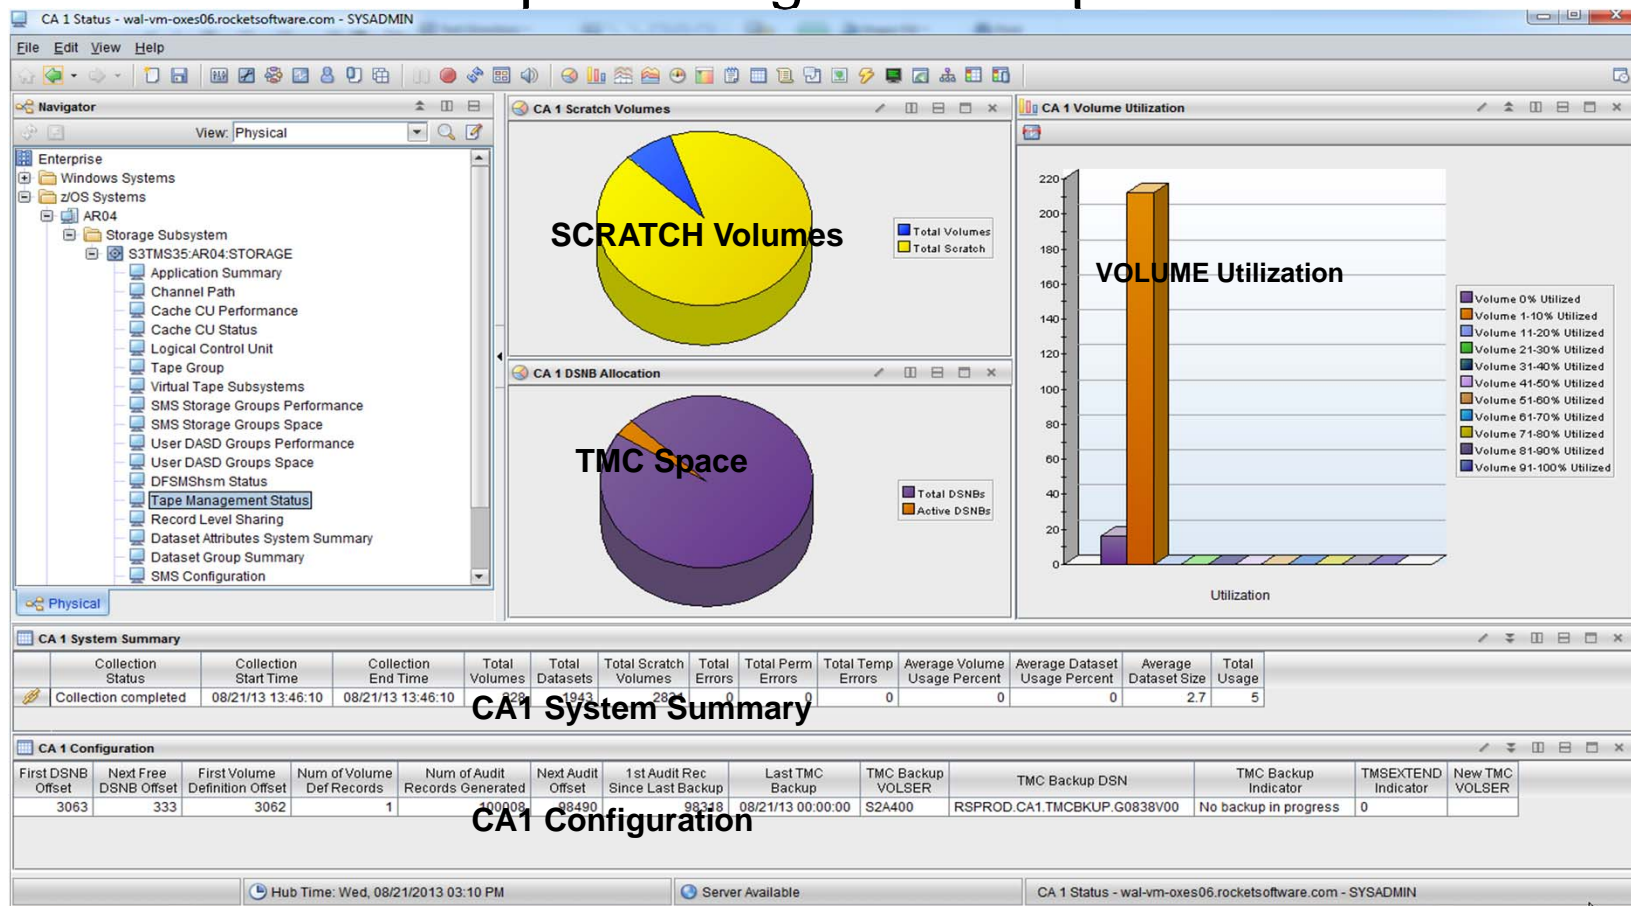 CA 1 Status - wal-vm-oxes06.rocketsoftware.com - SYSADMIN
File Edit View Help
Navigator
View: Physical
Enterprise
Windows Systems
z/OS Systems
AR04
Storage Subsystem
S3TMS35:AR04:STORAGE
Application Summary
Channel Path
Cache CU Performance
Cache CU Status
Logical Control Unit
Tape Group
Virtual Tape Subsystems
SMS Storage Groups Performance
SMS Storage Groups Space
User DASD Groups Performance
User DASD Groups Space
DFSMShsm Status
Tape Management Status
Record Level Sharing
Dataset Attributes System Summary
Dataset Group Summary
SMS Configuration
Physical
CA 1 Scratch Volumes
SCRATCH Volumes
Total Volumes
Total Scratch
CA 1 DSNB Allocation
TMC Space
Total DSNBs
Active DSNBs
CA 1 Volume Utilization
220
200
180
160
140
120
100
80
60
40
20
0
VOLUME Utilization
Utilization
Volume 0% Utilized
Volume 1-10% Utilized
Volume 11-20% Utilized
Volume 21-30% Utilized
Volume 31-40% Utilized
Volume 41-50% Utilized
Volume 51-60% Utilized
Volume 61-70% Utilized
Volume 71-80% Utilized
Volume 81-90% Utilized
Volume 91-100% Utilized
CA 1 System Summary
Collection Status Collection Start Time Collection End Time Total Volumes Total Datasets Total Scratch Volumes Total Errors Total Perm Errors Total Temp Errors Average Volume Usage Percent Average Dataset Usage Percent Average Dataset Size Total Usage
Collection completed 08/21/13 13:46:10 08/21/13 13:46:10 1943 0 0 0 0 0 2.7 5
CA1 System Summary
CA 1 Configuration
First DSNB Offset Next Free DSNB Offset First Volume Definition Offset Num of Volume Def Records Num of Audit Records Generated Next Audit Offset 1st Audit Rec Since Last Backup Last TMC Backup TMC Backup VOLSER TMC Backup DSN TMC Backup Indicator TMSEXTEND Indicator New TMC VOLSER
3063 333 3062 1 100008 98490 98318 08/21/13 00:00:00 S2A400 RSPROD.CA1.TMCBKUP.G0838V00 No backup in progress 0
CA1 Configuration
Hub Time: Wed, 08/21/2013 03:10 PM
Server Available
CA 1 Status - wal-vm-oxes06.rocketsoftware.com - SYSADMIN